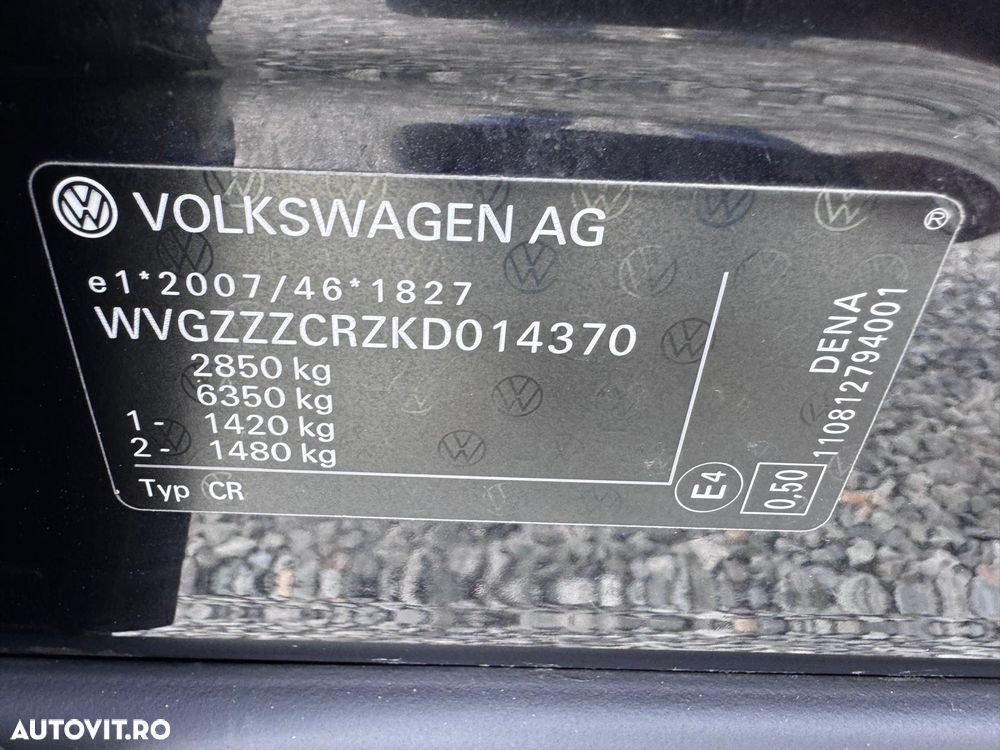 VOLKSWAGEN AG ®
e1*2007/46*1827
WVGZZZCRZKD014370
2850 kg
6350 kg
1- 1420 kg
2- 1480 kg
Typ CR
E4
0,50
DENA
110812794001
AUTOVIT.RO